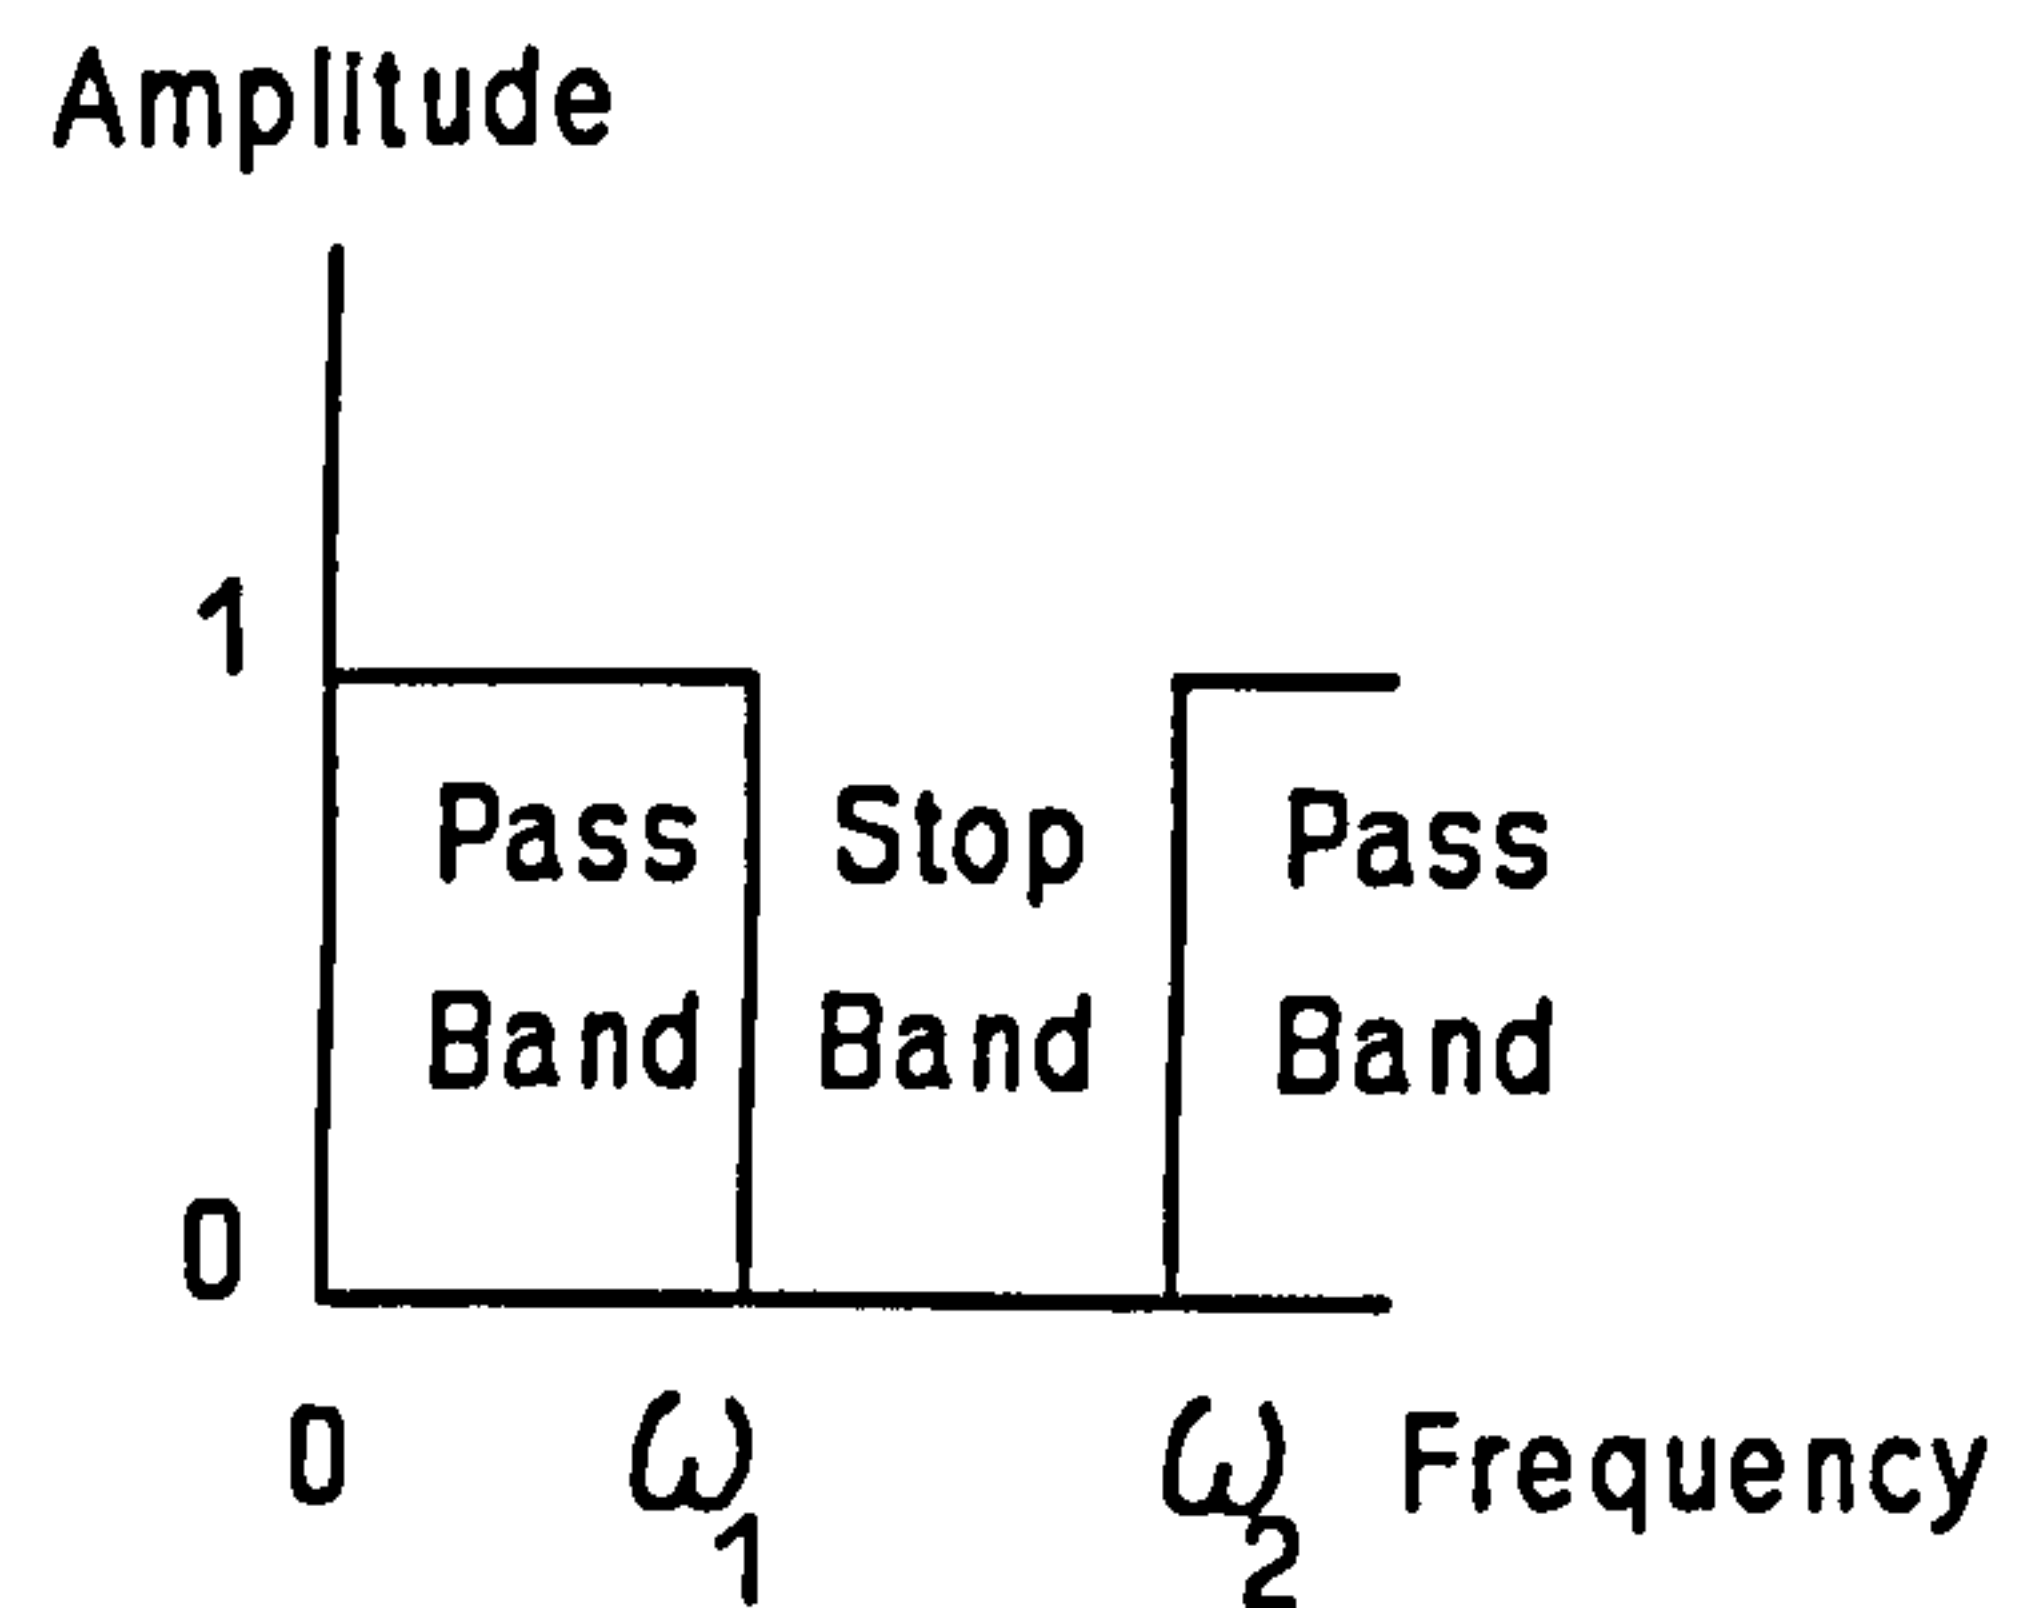 Amplitude
1
Pass Stop Pass
Band Band Band
0
0 ω1 ω2 Frequency